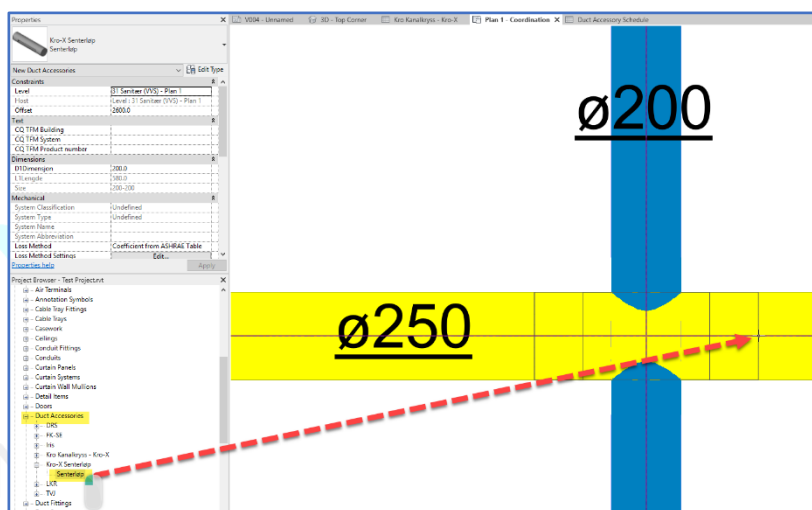 Properties X
V004 - Unnamed
3D - Top Corner
Kro Kanalkryss - Kro-X
Plan 1 - Coordination X
Duct Accessory Schedule
Kro-X Senterløp
Senterløp
New Duct Accessories
Edit Type
Constraints
Level 31 Sanitær (VVS) - Plan 1
Host Level : 31 Sanitær (VVS) - Plan 1
Offset 2600.0
Text
CQ TFM Building
CQ TFM System
CQ TFM Product number
Dimensions
D1Dimensjon 200.0
L1Lengde 580.0
Size 200-200
Mechanical
System Classification Undefined
System Type Undefined
System Name
System Abbreviation
Loss Method Coefficient from ASHRAE Table
Loss Method Settings Edit...
Properties help Apply
Project Browser - Test Project.rvt X
Air Terminals
Annotation Symbols
Cable Tray Fittings
Cable Trays
Casework
Ceilings
Conduit Fittings
Conduits
Curtain Panels
Curtain Systems
Curtain Wall Mullions
Detail Items
Doors
Duct Accessories
DRS
FK-SE
Iris
Kro Kanalkryss - Kro-X
Kro-X Senterløp
Senterløp
LKR
TVJ
Duct Fittings
ø200
ø250